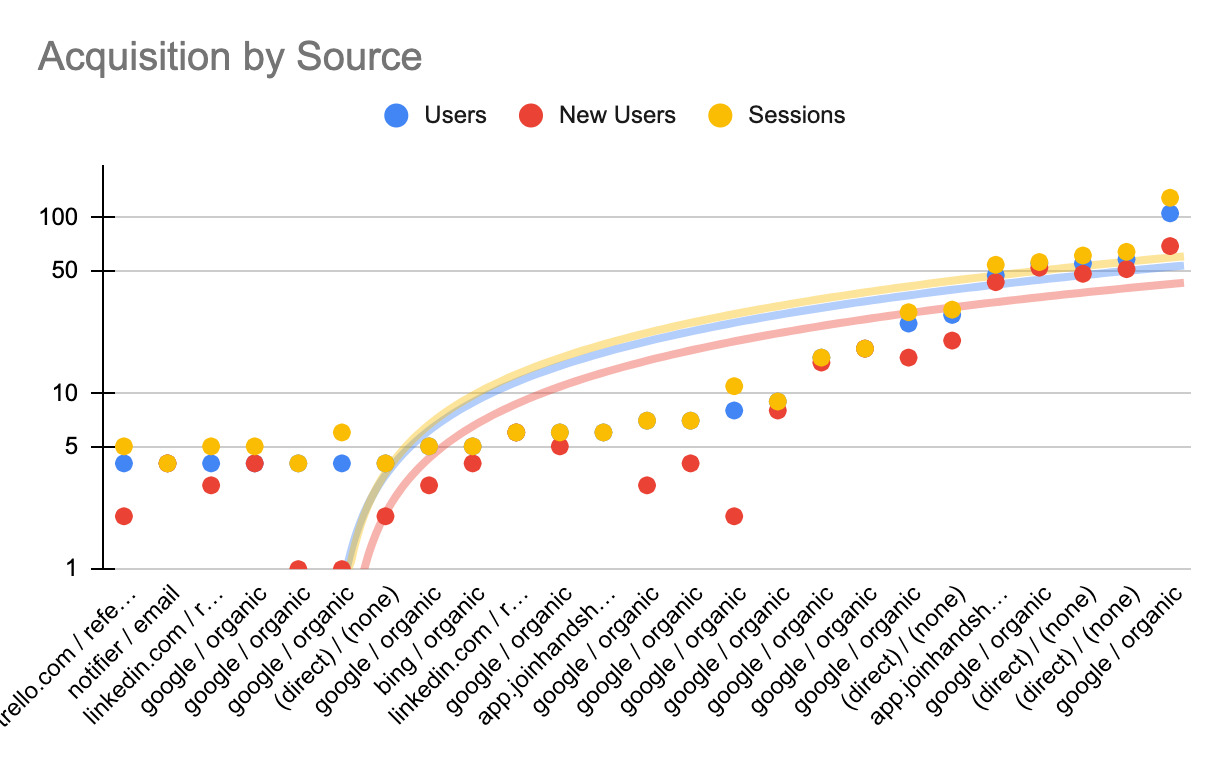 Acquisition by Source
Users New Users Sessions
100
50
10
5
1
trello.com / refe…
notifier / email
linkedin.com / r…
google / organic
google / organic
google / organic
(direct) / (none)
google / organic
bing / organic
linkedin.com / r…
google / organic
app.joinhandsh…
google / organic
google / organic
google / organic
google / organic
google / organic
google / organic
google / organic
(direct) / (none)
app.joinhandsh…
google / organic
(direct) / (none)
(direct) / (none)
google / organic